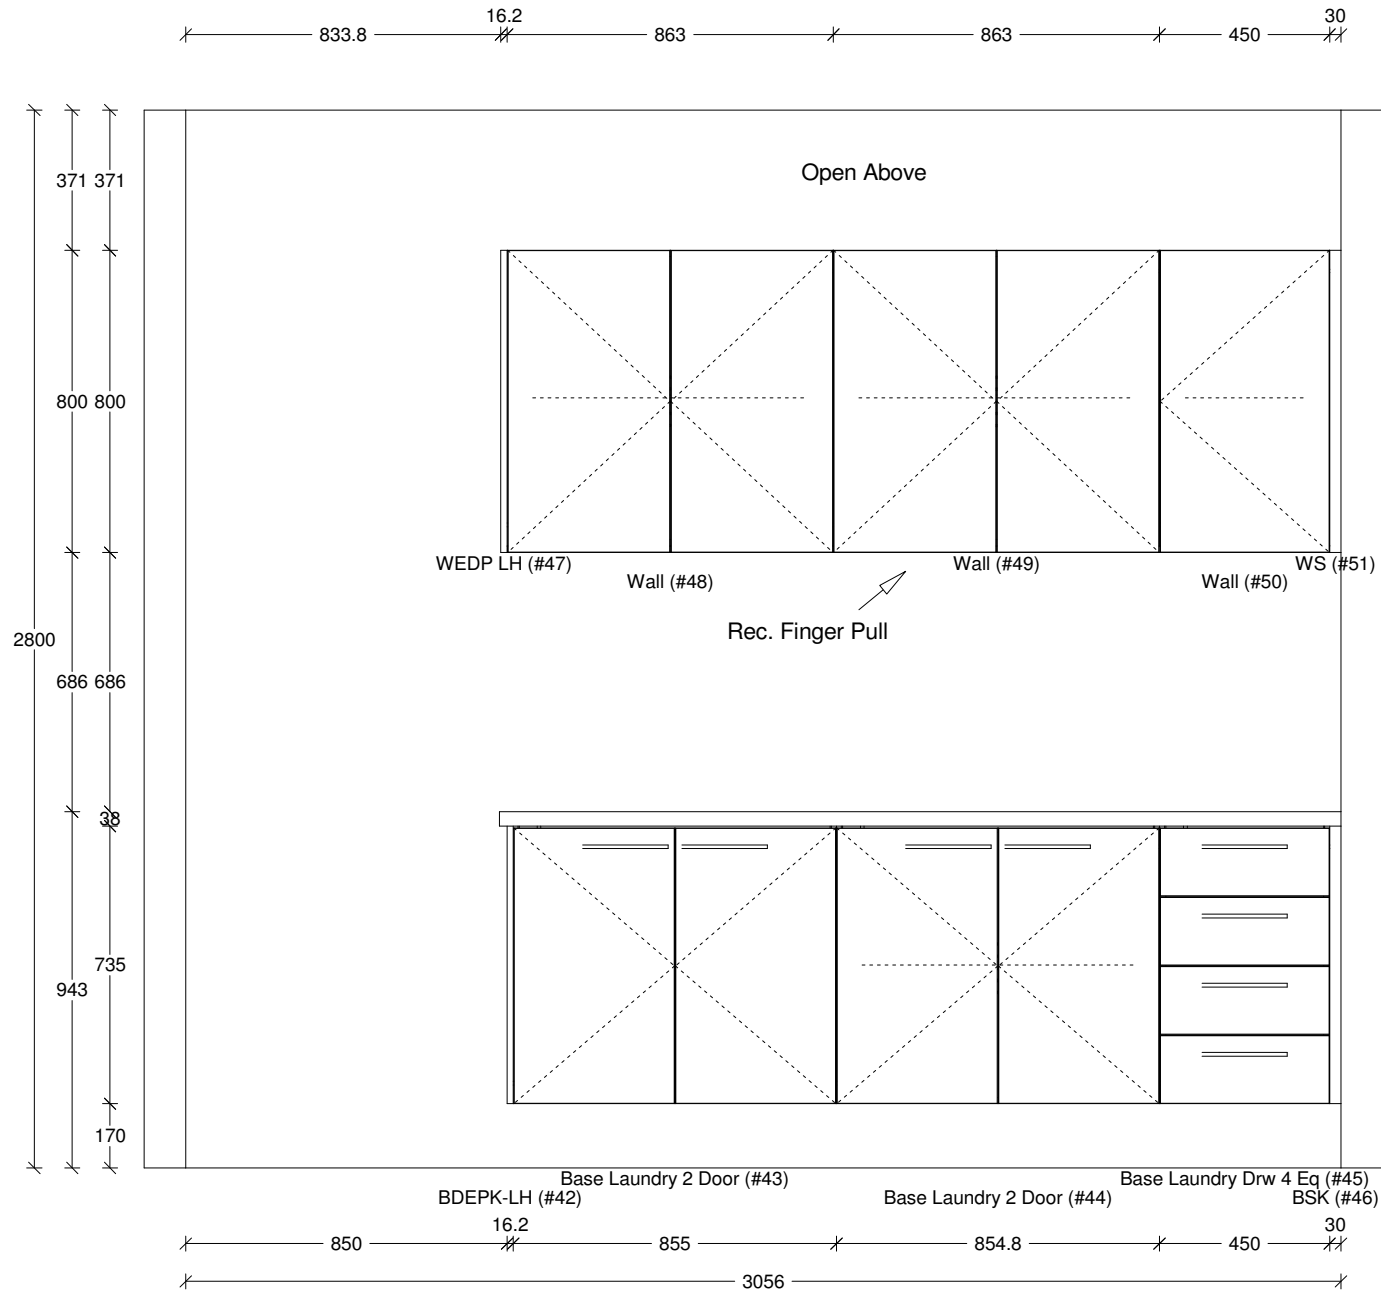 16.2 30
833.8 863 863 450
371 371
Open Above
800 800
WEDP LH (#47) Wall (#49) WS (#51)
Wall (#48) Wall (#50)
Rec. Finger Pull
2800
686 686
38
735
943
170
Base Laundry 2 Door (#43) Base Laundry Drw 4 Eq (#45)
BDEPK-LH (#42) Base Laundry 2 Door (#44) BSK (#46)
16.2 30
850 855 854.8 450
3056